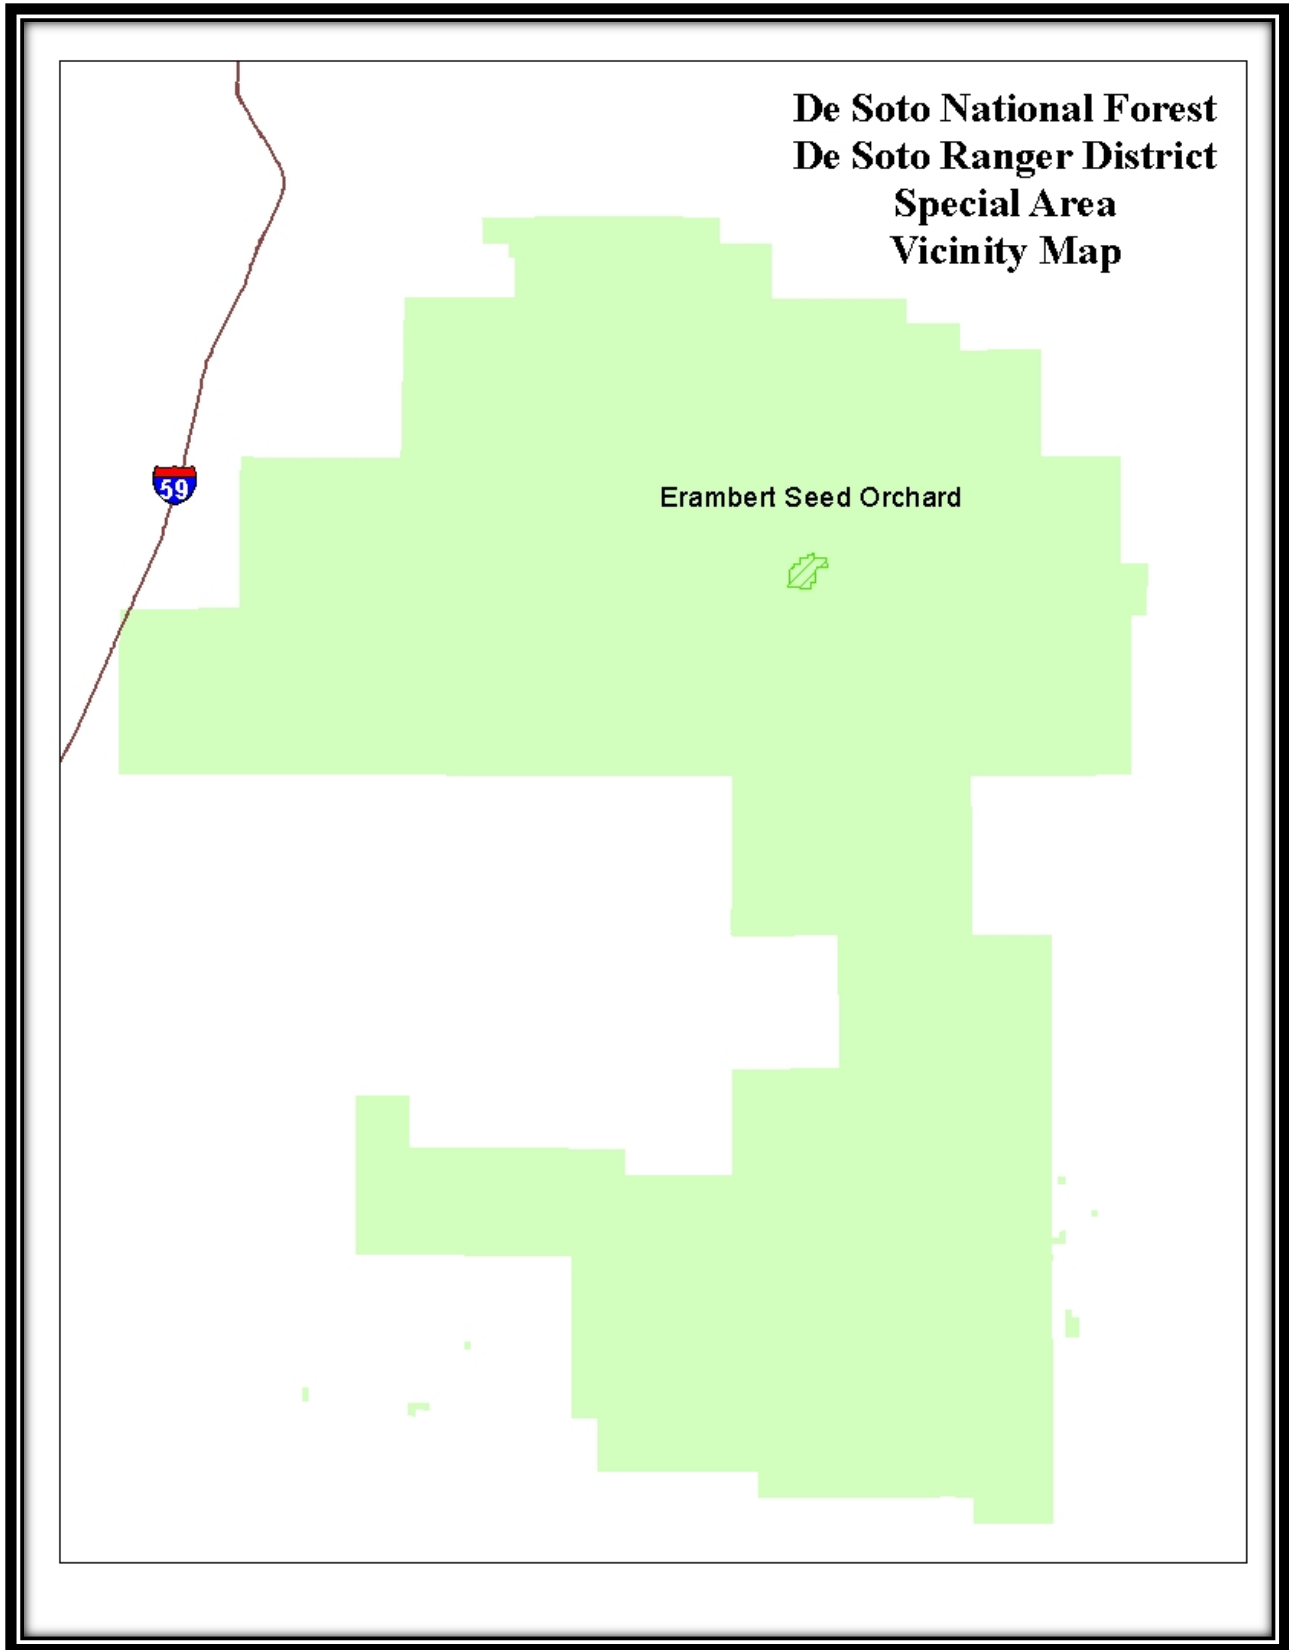 De Soto National Forest
De Soto Ranger District
Special Area
Vicinity Map
59
Erambert Seed Orchard